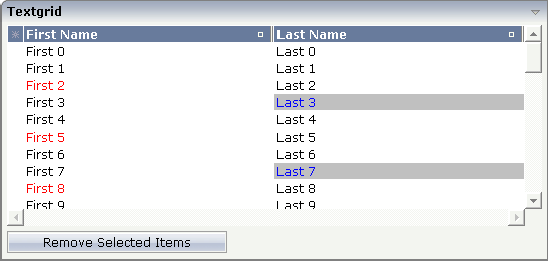 Textgrid
First Name Last Name
First 0 Last 0
First 1 Last 1
First 2 Last 2
First 3 Last 3
First 4 Last 4
First 5 Last 5
First 6 Last 6
First 7 Last 7
First 8 Last 8
First 9 Last 9
Remove Selected Items